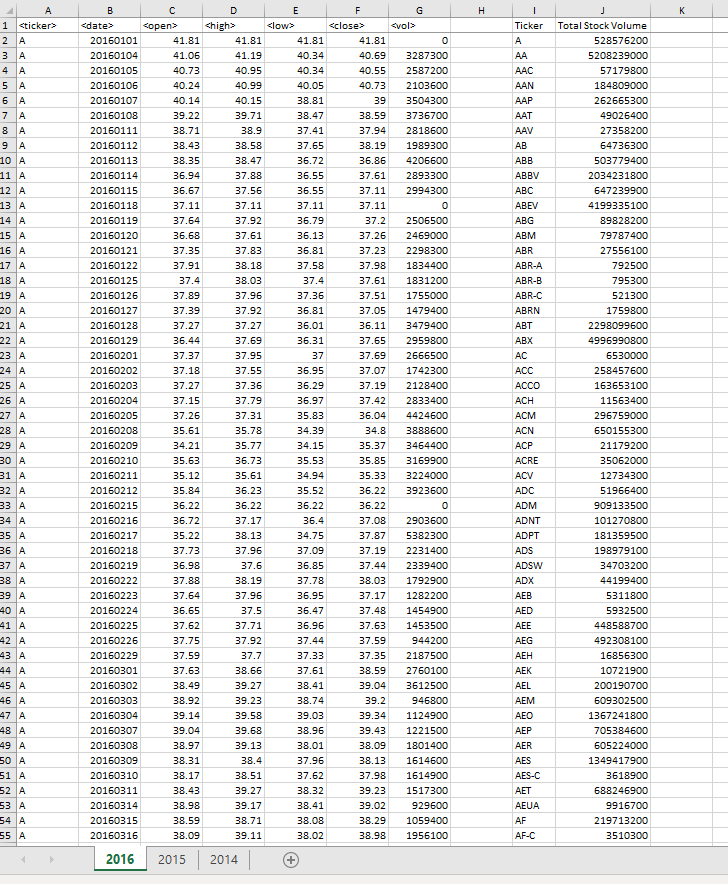 A B C D E F G H I J K
1 <ticker> <date> <open> <high> <low> <close> <vol> Ticker Total Stock Volume
2 A 20160101 41.81 41.81 41.81 41.81 0 A 528576200
3 A 20160104 41.06 41.19 40.34 40.69 3287300 AA 5208239000
4 A 20160105 40.73 40.95 40.34 40.55 2587200 AAC 57179800
5 A 20160106 40.24 40.99 40.05 40.73 2103600 AAN 184809000
6 A 20160107 40.14 40.15 38.81 39 3504300 AAP 262665300
7 A 20160108 39.22 39.71 38.47 38.59 3736700 AAT 49026400
8 A 20160111 38.71 38.9 37.41 37.94 2818600 AAV 27358200
9 A 20160112 38.43 38.58 37.65 38.19 1989300 AB 64736300
10 A 20160113 38.35 38.47 36.72 36.86 4206600 ABB 503779400
11 A 20160114 36.94 37.88 36.55 37.61 2893300 ABBV 2034231800
12 A 20160115 36.67 37.56 36.55 37.11 2994300 ABC 647239900
13 A 20160118 37.11 37.11 37.11 37.11 0 ABEV 4199335100
14 A 20160119 37.64 37.92 36.79 37.2 2506500 ABG 89828200
15 A 20160120 36.68 37.61 36.13 37.26 2469000 ABM 79787400
16 A 20160121 37.35 37.83 36.81 37.23 2298300 ABR 27556100
17 A 20160122 37.91 38.18 37.58 37.98 1834400 ABR-A 792500
18 A 20160125 37.4 38.03 37.4 37.61 1831200 ABR-B 795300
19 A 20160126 37.89 37.96 37.36 37.51 1755000 ABR-C 521300
20 A 20160127 37.39 37.92 36.81 37.05 1479400 ABRN 1759800
21 A 20160128 37.27 37.27 36.01 36.11 3479400 ABT 2298099600
22 A 20160129 36.44 37.69 36.31 37.65 2959800 ABX 4996990800
23 A 20160201 37.37 37.95 37 37.69 2666500 AC 6530000
24 A 20160202 37.18 37.55 36.95 37.07 1742300 ACC 258457600
25 A 20160203 37.27 37.36 36.29 37.19 2128400 ACCO 163653100
26 A 20160204 37.15 37.79 36.97 37.42 2833400 ACH 11563400
27 A 20160205 37.26 37.31 35.83 36.04 4424600 ACM 296759000
28 A 20160208 35.61 35.78 34.39 34.8 3888600 ACN 650155300
29 A 20160209 34.21 35.77 34.15 35.37 3464400 ACP 21179200
30 A 20160210 35.63 36.73 35.53 35.85 3169900 ACRE 35062000
31 A 20160211 35.12 35.61 34.94 35.33 3224000 ACV 12734300
32 A 20160212 35.84 36.23 35.52 36.22 3923600 ADC 51966400
33 A 20160215 36.22 36.22 36.22 36.22 0 ADM 909133500
34 A 20160216 36.72 37.17 36.4 37.08 2903600 ADNT 101270800
35 A 20160217 35.22 38.13 34.75 37.87 5382300 ADPT 181359500
36 A 20160218 37.73 37.96 37.09 37.19 2231400 ADS 198979100
37 A 20160219 36.98 37.6 36.85 37.44 2339400 ADSW 34703200
38 A 20160222 37.88 38.19 37.78 38.03 1792900 ADX 44199400
39 A 20160223 37.64 37.96 36.95 37.17 1282200 AEB 5311800
40 A 20160224 36.65 37.5 36.47 37.48 1454900 AED 5932500
41 A 20160225 37.62 37.71 36.96 37.63 1453500 AEE 448588700
42 A 20160226 37.75 37.92 37.44 37.59 944200 AEG 492308100
43 A 20160229 37.59 37.7 37.33 37.35 2187500 AEH 16856300
44 A 20160301 37.63 38.66 37.61 38.59 2760100 AEK 10721900
45 A 20160302 38.49 39.27 38.41 39.04 3612500 AEL 200190700
46 A 20160303 38.92 39.23 38.74 39.2 946800 AEM 609302500
47 A 20160304 39.14 39.58 39.03 39.34 1124900 AEO 1367241800
48 A 20160307 39.04 39.68 38.96 39.43 1221500 AEP 705384600
49 A 20160308 38.97 39.13 38.01 38.09 1801400 AER 605224000
50 A 20160309 38.31 38.4 37.96 38.13 1614600 AES 1349417900
51 A 20160310 38.17 38.51 37.62 37.98 1614900 AES-C 3618900
52 A 20160311 38.43 39.27 38.32 39.23 1517300 AET 688246900
53 A 20160314 38.98 39.17 38.41 39.02 929600 AEUA 9916700
54 A 20160315 38.59 38.71 38.08 38.29 1059400 AF 219713200
55 A 20160316 38.09 39.11 38.02 38.98 1956100 AF-C 3510300
2016 2015 2014